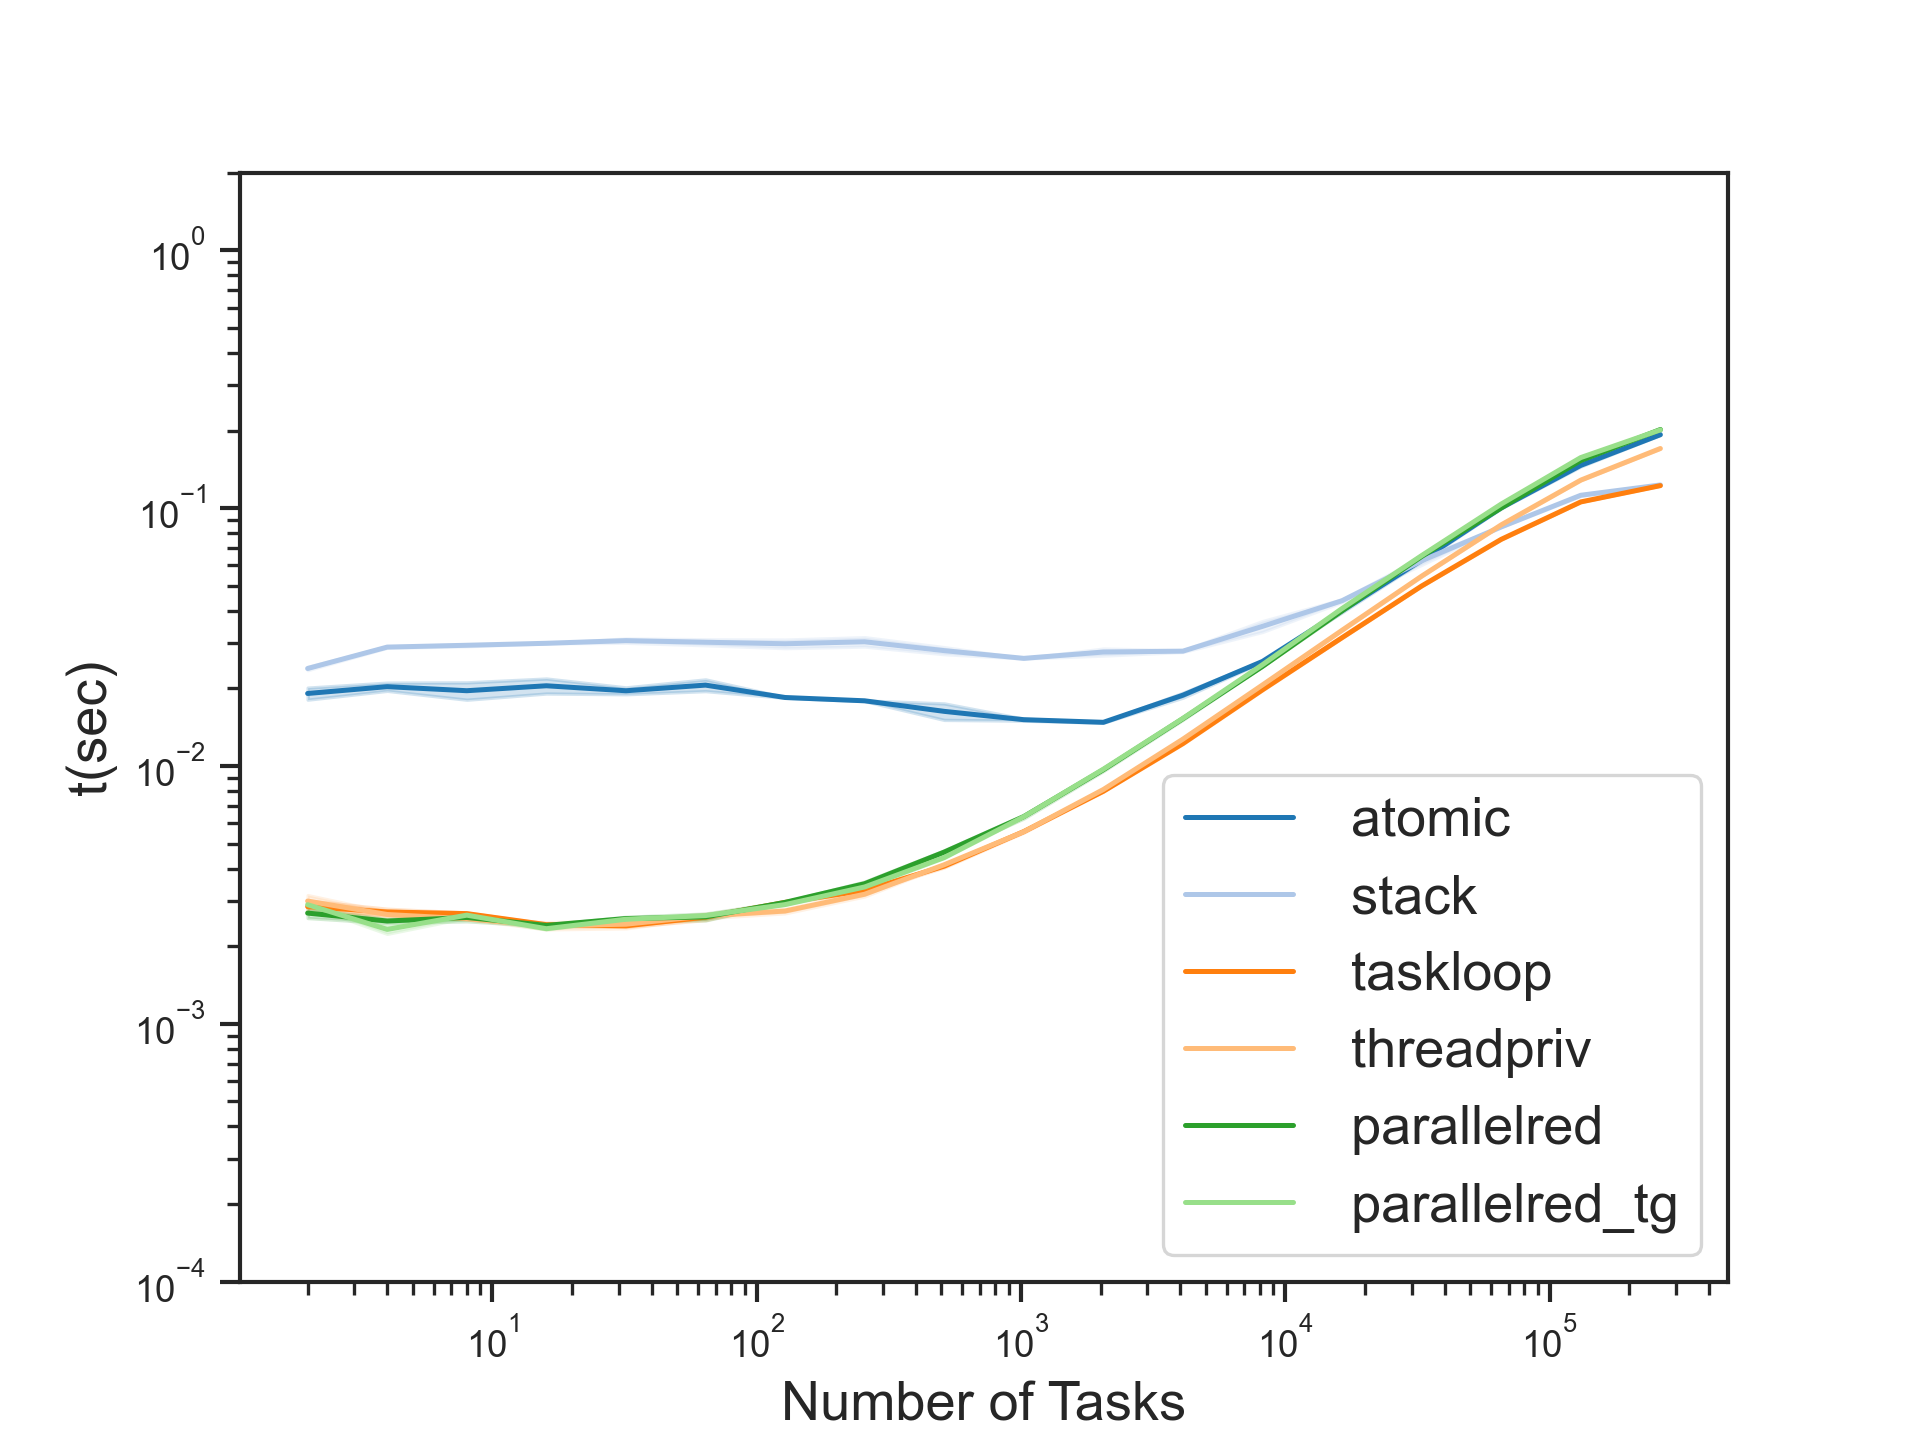 10^0
10^−1
10^−2
10^−3
10^−4
t(sec)
atomic
stack
taskloop
threadpriv
parallelred
parallelred_tg
10^1 10^2 10^3 10^4 10^5
Number of Tasks